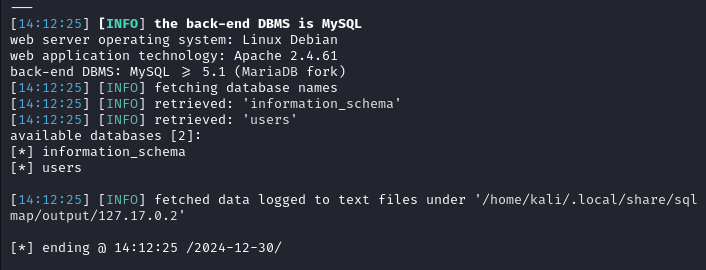 ---
[14:12:25] [INFO] the back-end DBMS is MySQL
web server operating system: Linux Debian
web application technology: Apache 2.4.61
back-end DBMS: MySQL ≥ 5.1 (MariaDB fork)
[14:12:25] [INFO] fetching database names
[14:12:25] [INFO] retrieved: 'information_schema'
[14:12:25] [INFO] retrieved: 'users'
available databases [2]:
[*] information_schema
[*] users
[14:12:25] [INFO] fetched data logged to text files under '/home/kali/.local/share/sql
map/output/127.17.0.2'
[*] ending @ 14:12:25 /2024-12-30/